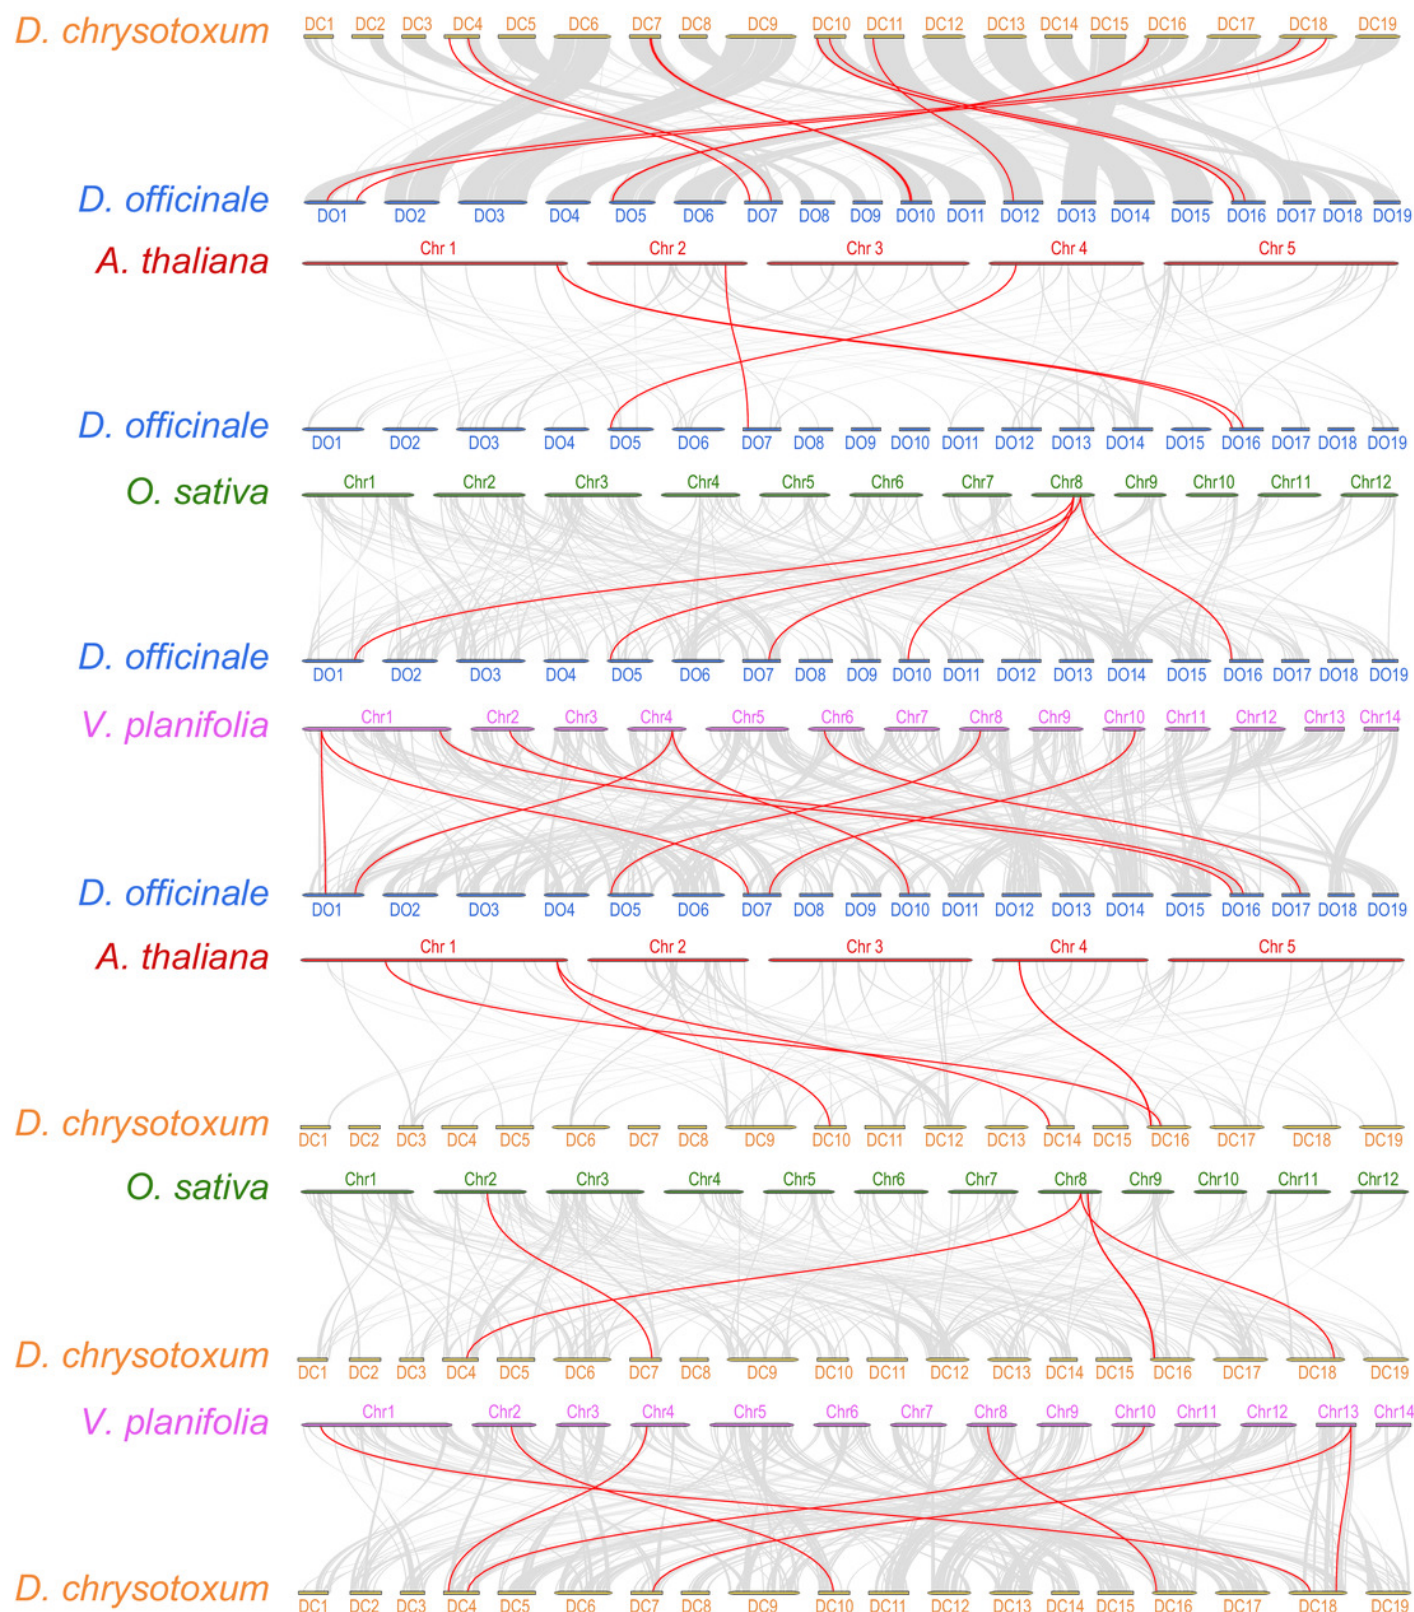 DC1 DC2 DC3 DC4 DC5 DC6 DC7 DC8 DC9 DC10 DC11 DC12 DC13 DC14 DC15 DC16 DC17 DC18 DC19
D. chrysotoxum
D. officinale
DO1 DO2 DO3 DO4 DO5 DO6 DO7 DO8 DO9 DO10 DO11 DO12 DO13 DO14 DO15 DO16 DO17 DO18 DO19
A. thaliana
Chr 1 Chr 2 Chr 3 Chr 4 Chr 5
D. officinale
DO1 DO2 DO3 DO4 DO5 DO6 DO7 DO8 DO9 DO10 DO11 DO12 DO13 DO14 DO15 DO16 DO17 DO18 DO19
O. sativa
Chr1 Chr2 Chr3 Chr4 Chr5 Chr6 Chr7 Chr8 Chr9 Chr10 Chr11 Chr12
D. officinale
DO1 DO2 DO3 DO4 DO5 DO6 DO7 DO8 DO9 DO10 DO11 DO12 DO13 DO14 DO15 DO16 DO17 DO18 DO19
V. planifolia
Chr1 Chr2 Chr3 Chr4 Chr5 Chr6 Chr7 Chr8 Chr9 Chr10 Chr11 Chr12 Chr13 Chr14
D. officinale
DO1 DO2 DO3 DO4 DO5 DO6 DO7 DO8 DO9 DO10 DO11 DO12 DO13 DO14 DO15 DO16 DO17 DO18 DO19
A. thaliana
Chr 1 Chr 2 Chr 3 Chr 4 Chr 5
D. chrysotoxum
DC1 DC2 DC3 DC4 DC5 DC6 DC7 DC8 DC9 DC10 DC11 DC12 DC13 DC14 DC15 DC16 DC17 DC18 DC19
O. sativa
Chr1 Chr2 Chr3 Chr4 Chr5 Chr6 Chr7 Chr8 Chr9 Chr10 Chr11 Chr12
D. chrysotoxum
DC1 DC2 DC3 DC4 DC5 DC6 DC7 DC8 DC9 DC10 DC11 DC12 DC13 DC14 DC15 DC16 DC17 DC18 DC19
V. planifolia
Chr1 Chr2 Chr3 Chr4 Chr5 Chr6 Chr7 Chr8 Chr9 Chr10 Chr11 Chr12 Chr13 Chr14
D. chrysotoxum
DC1 DC2 DC3 DC4 DC5 DC6 DC7 DC8 DC9 DC10 DC11 DC12 DC13 DC14 DC15 DC16 DC17 DC18 DC19